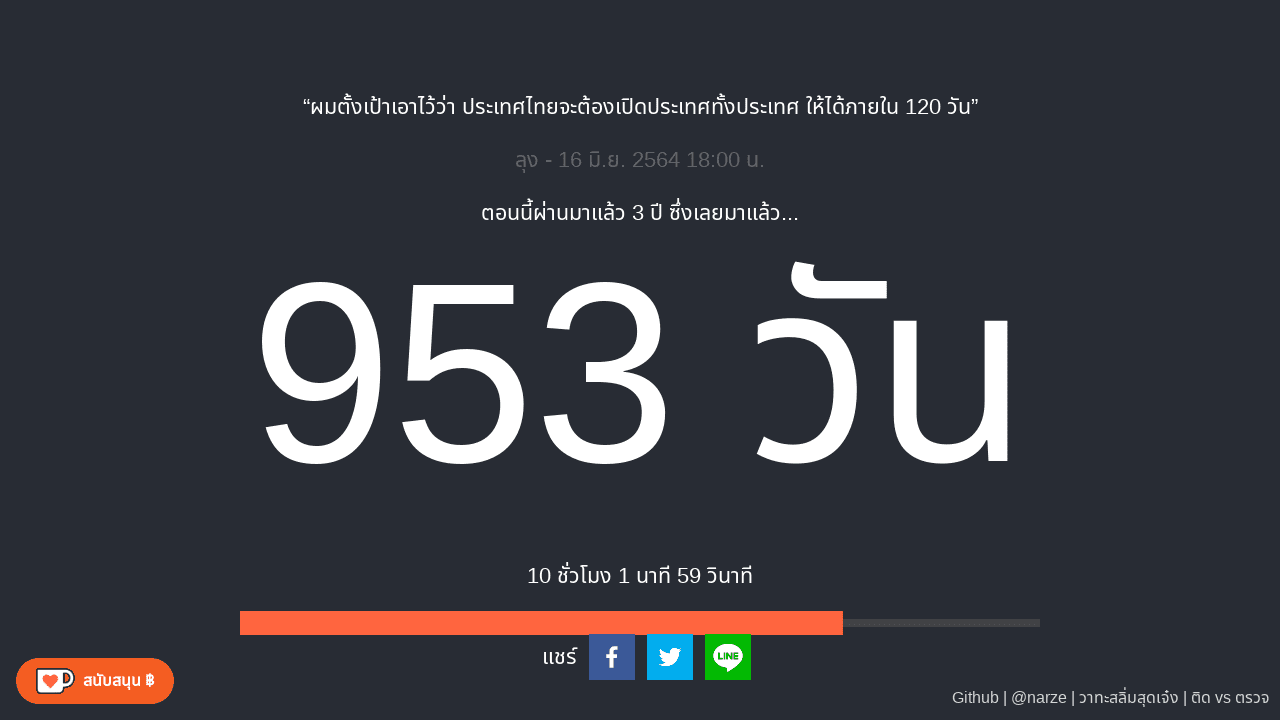 “ผมตั้งเป้าเอาไว้ว่า ประเทศไทยจะต้องเปิดประเทศทั้งประเทศ ให้ได้ภายใน 120 วัน”
ลุง - 16 มิ.ย. 2564 18:00 น.
ตอนนี้ผ่านมาแล้ว 3 ปี ซึ่งเลยมาแล้ว...
953 วัน
10 ชั่วโมง 1 นาที 59 วินาที
แชร์ LINE
สนับสนุน ฿
Github | @narze | วาทะสลิ่มสุดเจ๋ง | ติด vs ตรวจ